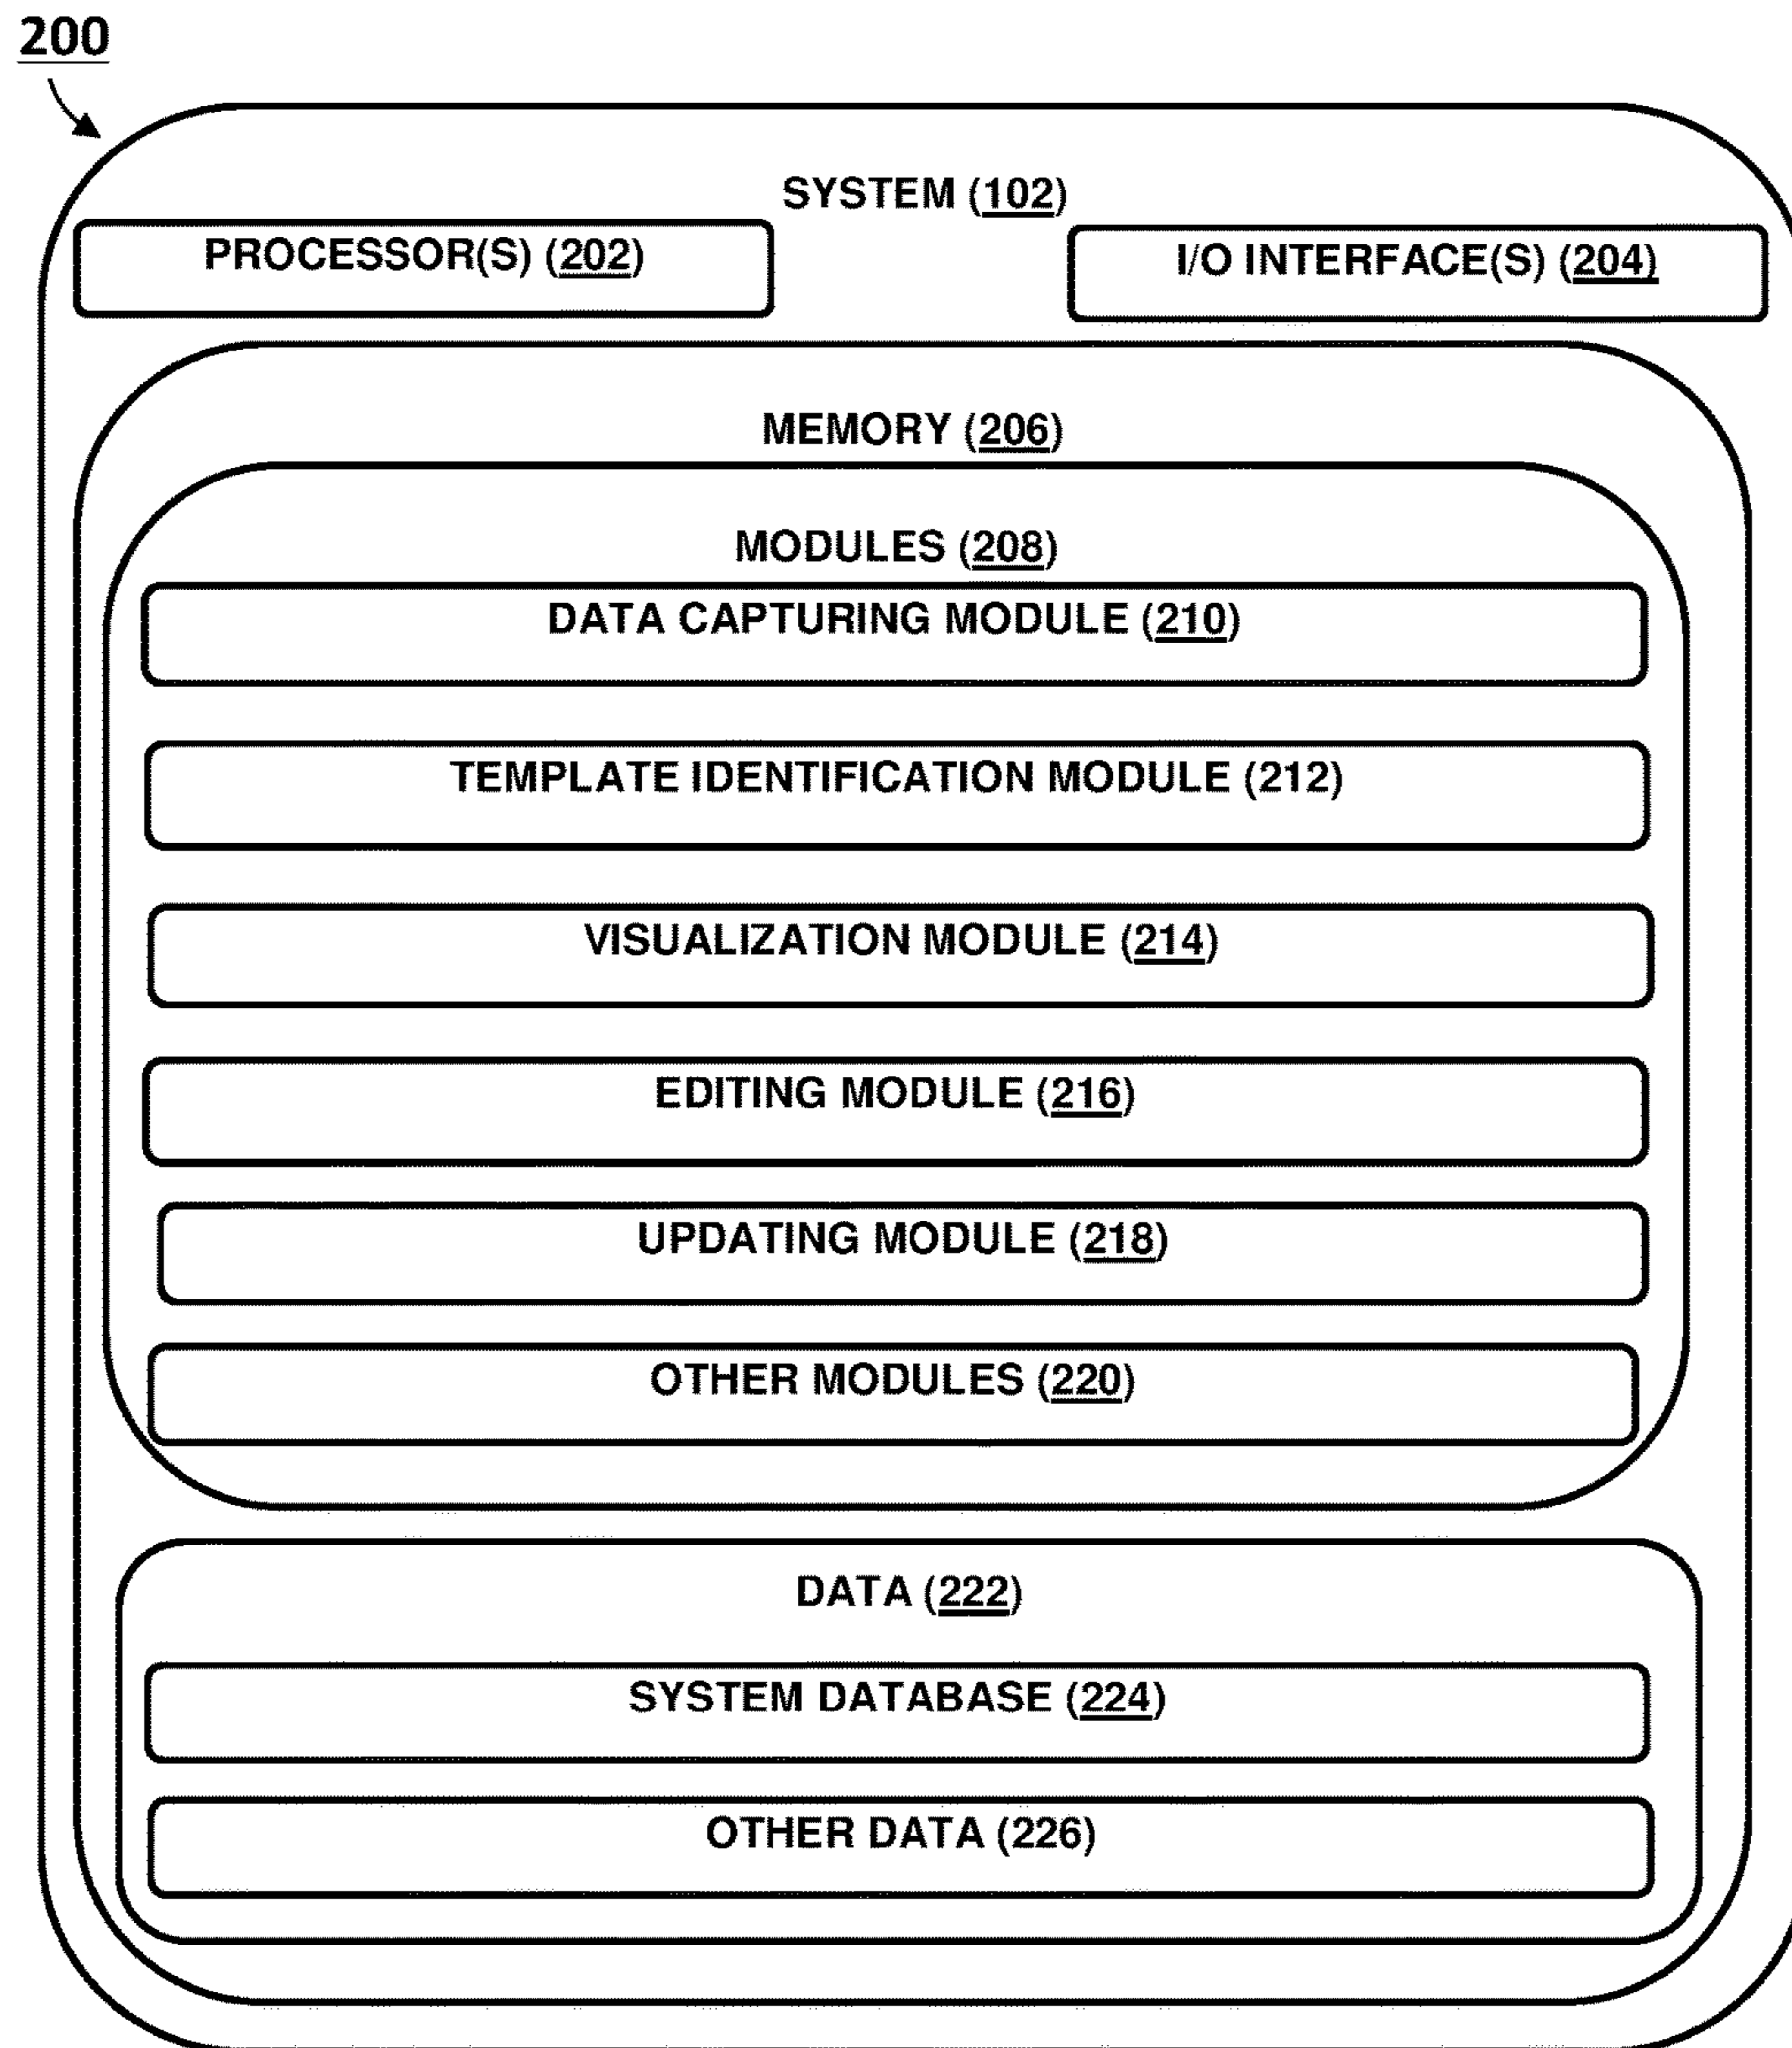 200
SYSTEM (102)
PROCESSOR(S) (202)
I/O INTERFACE(S) (204)
MEMORY (206)
MODULES (208)
DATA CAPTURING MODULE (210)
TEMPLATE IDENTIFICATION MODULE (212)
VISUALIZATION MODULE (214)
EDITING MODULE (216)
UPDATING MODULE (218)
OTHER MODULES (220)
DATA (222)
SYSTEM DATABASE (224)
OTHER DATA (226)